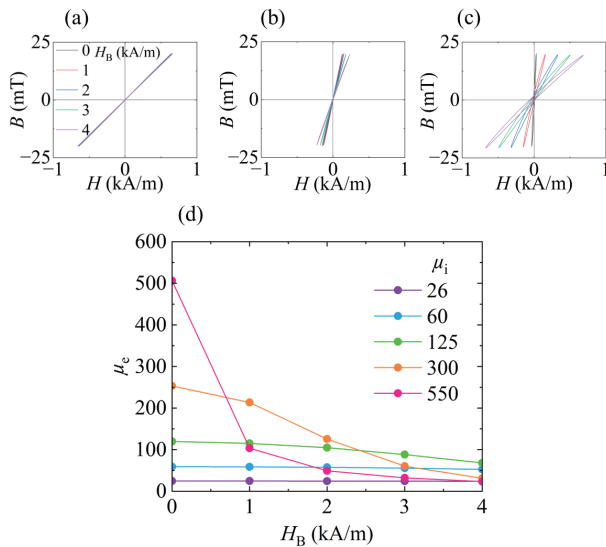 (a)
(b)
(c)
25
0 H_B (kA/m)
1
2
0
3
4
−25
−1 0 1
B (mT)
H (kA/m)
25
0
−25
−1 0 1
B (mT)
H (kA/m)
25
0
−25
−1 0 1
B (mT)
H (kA/m)
(d)
600
500
400
300
200
100
0
μ_e
μ_i
26
60
125
300
550
0 1 2 3 4
H_B (kA/m)